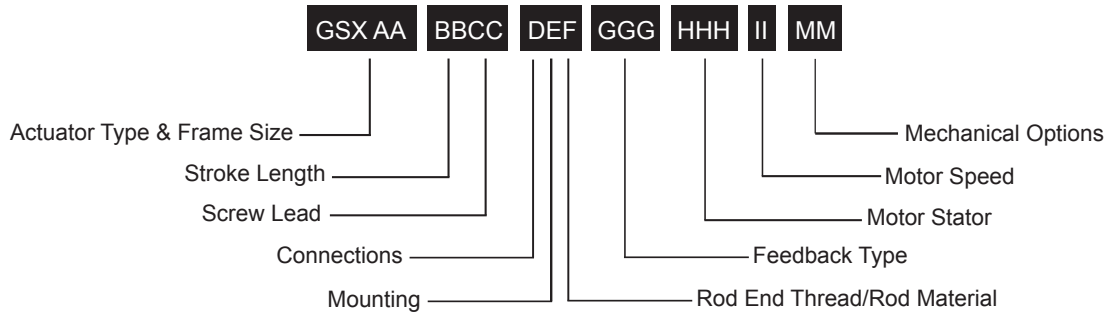 GSX AA BBCC DEF GGG HHH II MM
Actuator Type & Frame Size
Mechanical Options
Stroke Length
Motor Speed
Screw Lead
Motor Stator
Connections
Feedback Type
Mounting
Rod End Thread/Rod Material